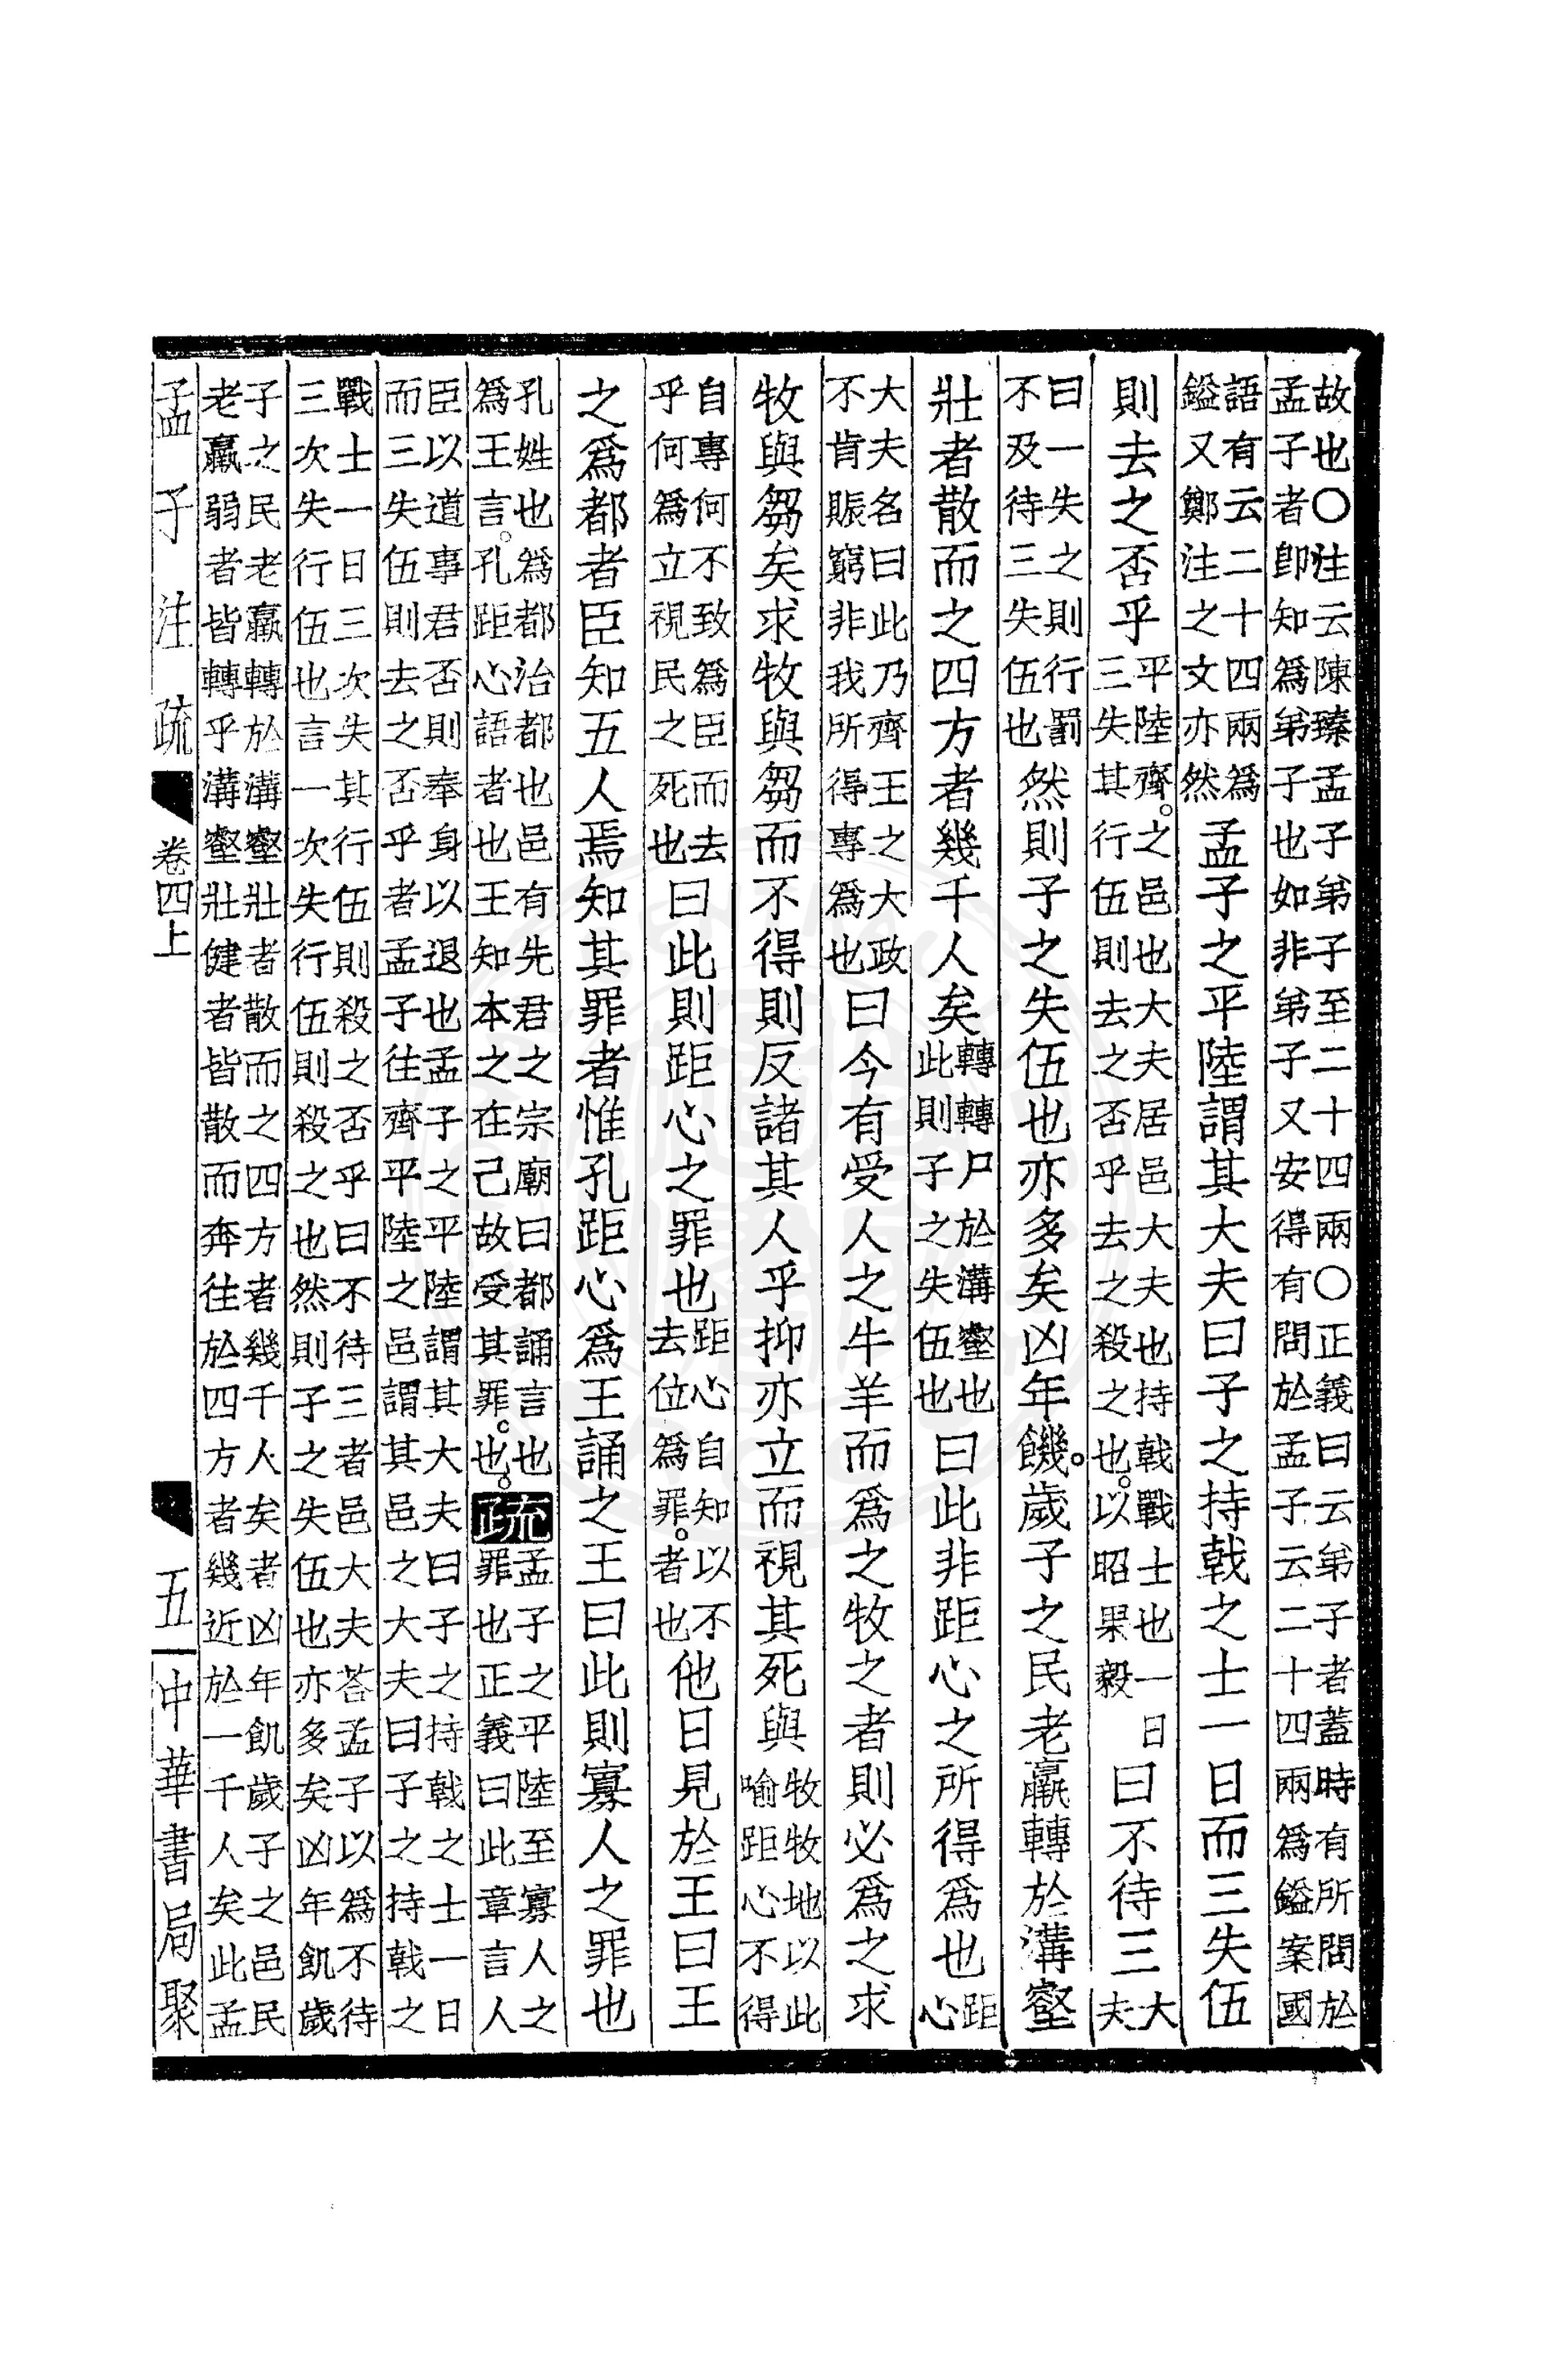 故也〇注云陳臻孟子弟子至二十四兩〇正義曰云弟子者蓋時有所問於
孟子者卽知爲弟子也如非弟子又安得有問於孟子云二十四兩爲鎰案國
語有云二十四兩爲鎰又鄭注之文亦然孟子之平陸謂其大夫曰子之持戟之士一日而三失伍
則去之否乎平陸齊。之邑也大夫居邑大夫也持戟戰士也一日三失其行伍則去之否乎去之殺之也。以昭果毅曰不待三大夫
曰一失之則行罰不及待三失伍也然則子之失伍也亦多矣凶年饑。歲子之民老羸轉於溝壑
壯者散而之四方者幾千人矣轉轉尸於溝壑也此則子之失伍也曰此非距心之所得爲也距心
大夫名曰此乃齊王之大政不肯賑窮非我所得專爲也曰今有受人之牛羊而爲之牧之者則必爲之求
牧與芻矣求牧與芻而不得則反諸其人乎抑亦立而視其死與牧牧地以此喻距心不得
自專何不致爲臣而去乎何爲立視民之死也曰此則距心之罪也距心自知以不去位爲罪。者也他日見於王曰王
之爲都者臣知五人焉知其罪者惟孔距心爲王誦之王曰此則寡人之罪也
孔姓也爲都治都也邑有先君之宗廟曰都誦言也爲王言。孔距心語者也王知本之在己故受其罪。也。疏孟子之平陸至寡人之罪也正義曰此章言人
臣以道事君否則奉身以退也孟子之平陸謂其大夫曰子之持戟之士一日
而三失伍則去之否乎者孟子往齊平陸之邑謂其邑之大夫曰子之持戟之
戰士一日三次失其行伍則殺之否乎曰不待三者邑大夫荅孟子以爲不待
三次失行伍也言一次失行伍則殺之也然則子之失伍也亦多矣凶年飢歲
子之民老羸轉於溝壑壯者散而之四方者幾千人矣者凶年飢歲子之邑民
老羸弱者皆轉乎溝壑壯健者皆散而奔往於四方者幾近於一千人矣此孟
孟子注疏 卷四上 五 中華書局聚